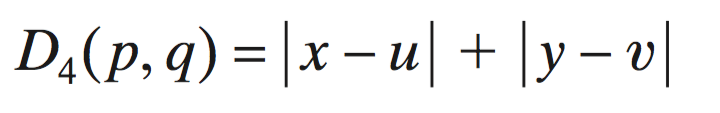 D₄(p, q) = |x − u| + |y − v|